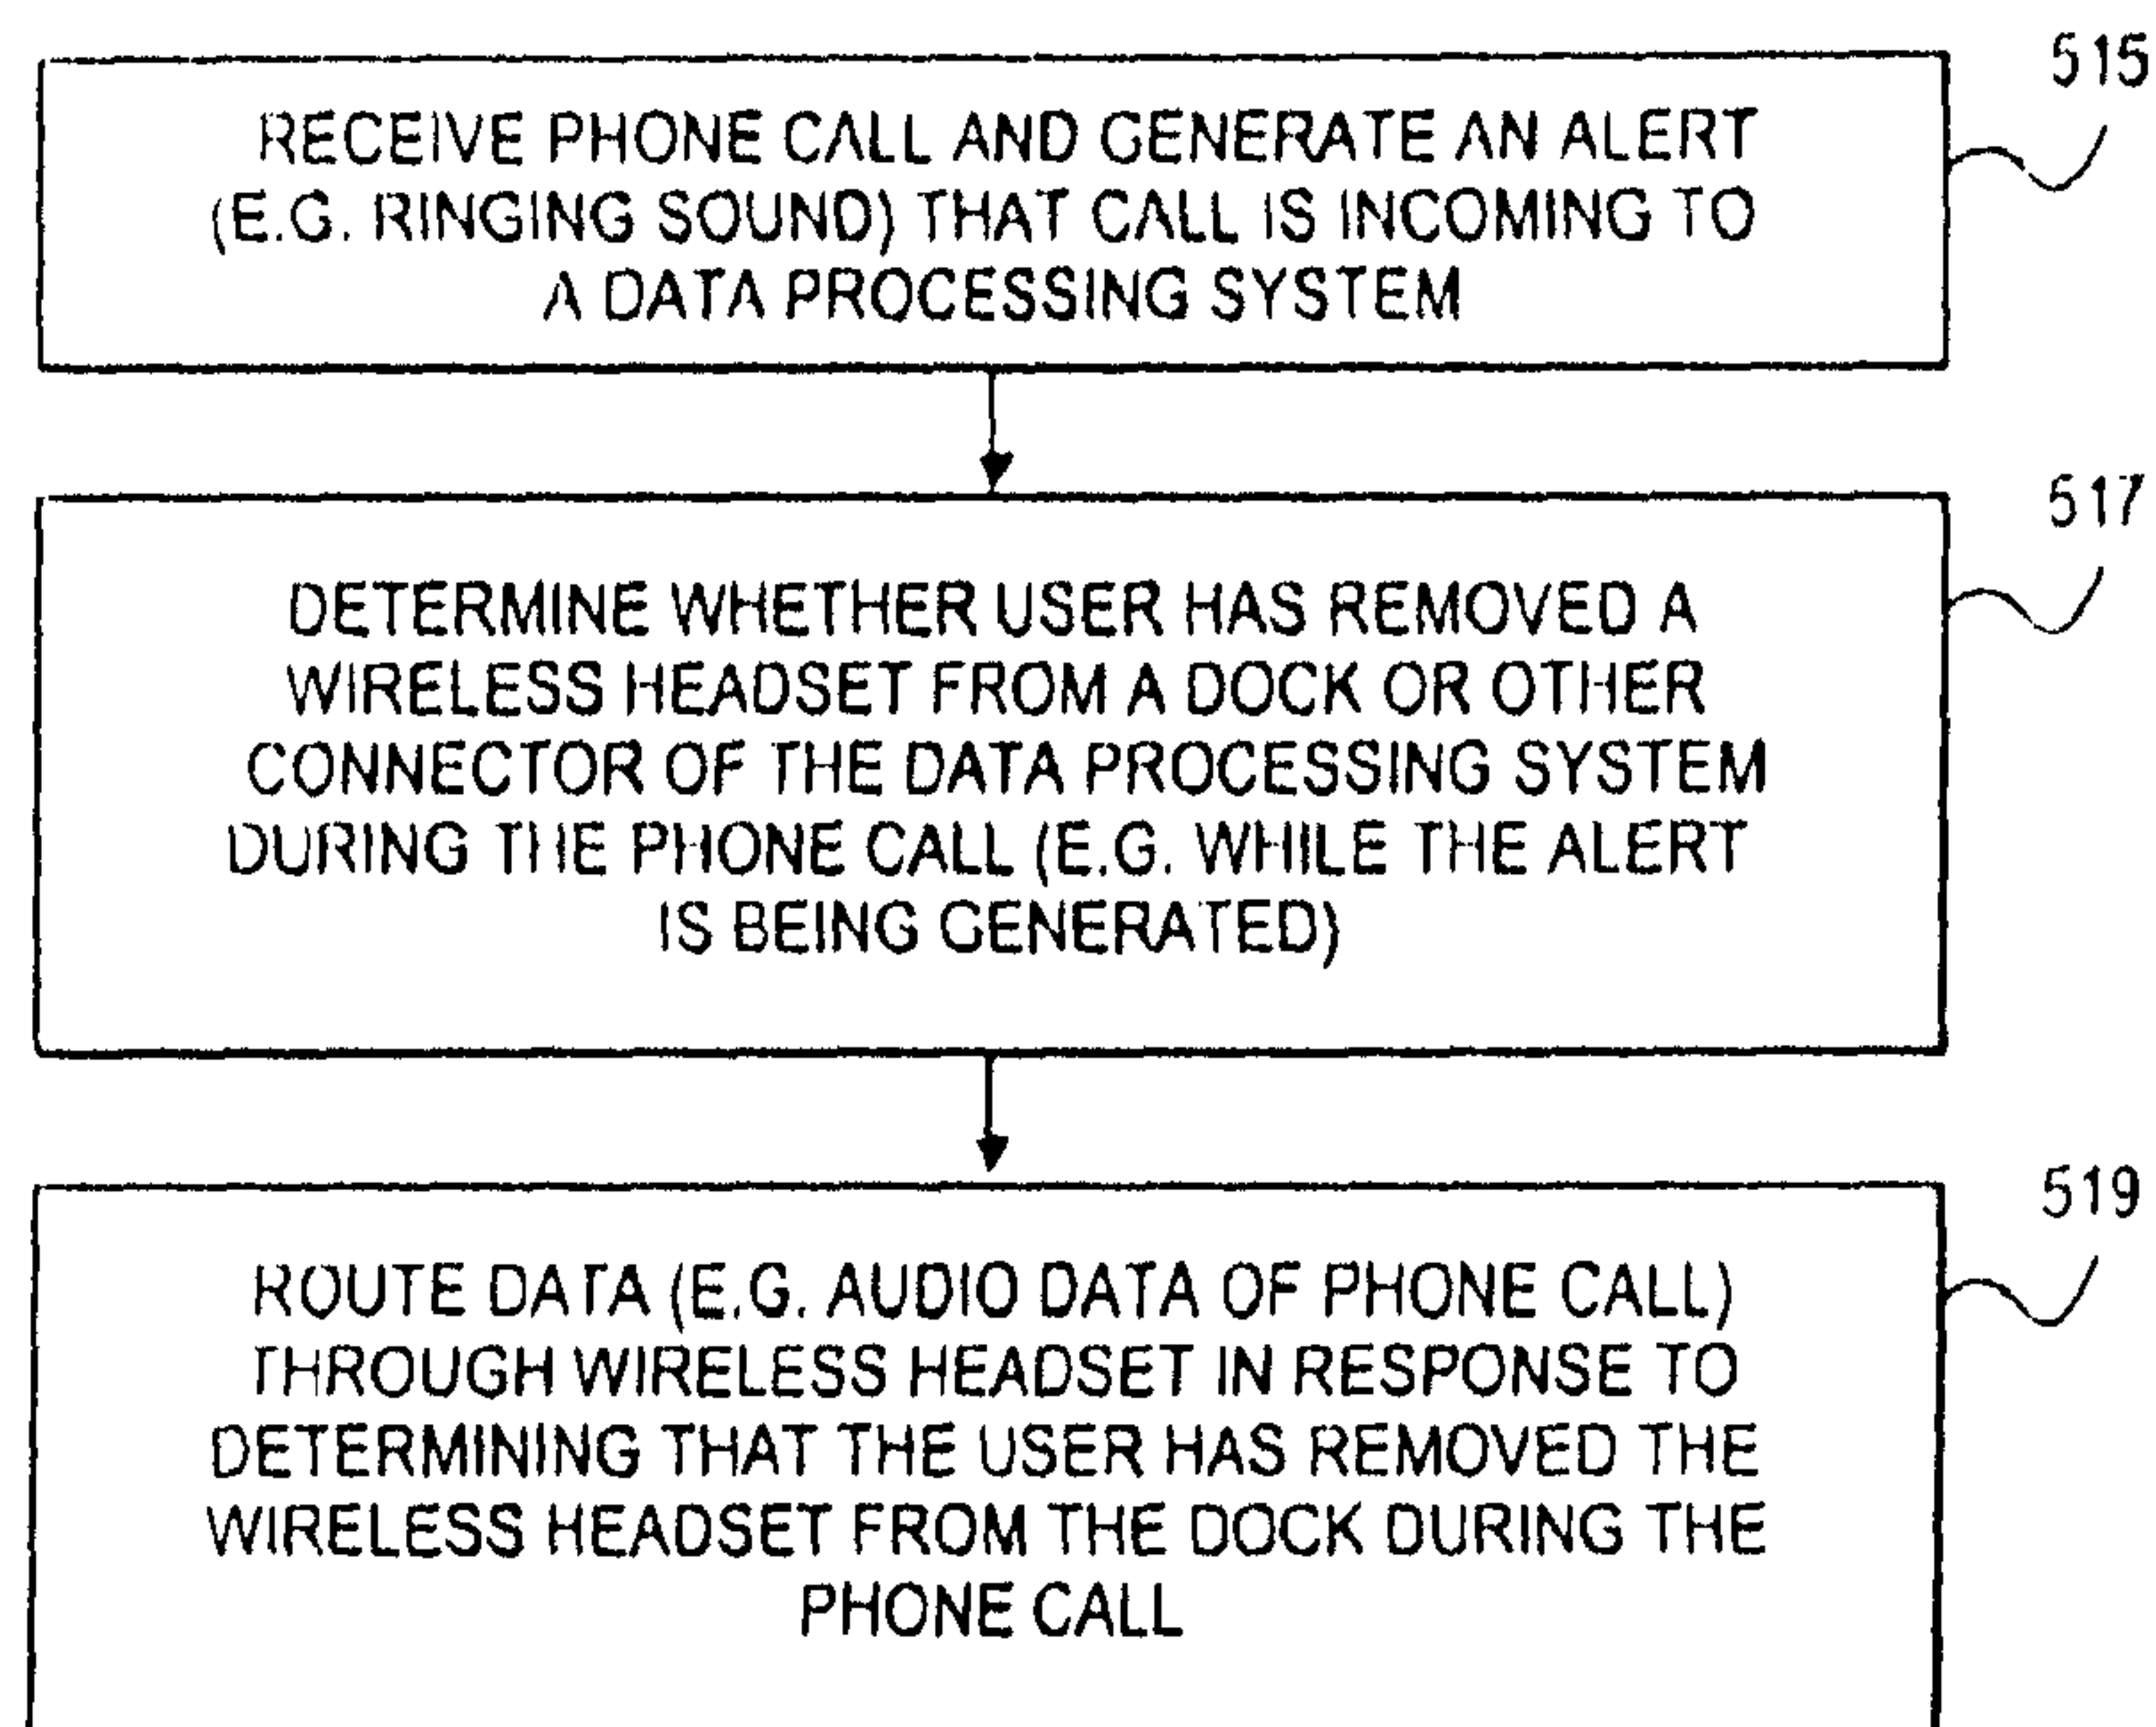 515
RECEIVE PHONE CALL AND GENERATE AN ALERT
(E.G. RINGING SOUND) THAT CALL IS INCOMING TO
A DATA PROCESSING SYSTEM
517
DETERMINE WHETHER USER HAS REMOVED A
WIRELESS HEADSET FROM A DOCK OR OTHER
CONNECTOR OF THE DATA PROCESSING SYSTEM
DURING THE PHONE CALL (E.G. WHILE THE ALERT
IS BEING GENERATED)
519
ROUTE DATA (E.G. AUDIO DATA OF PHONE CALL)
THROUGH WIRELESS HEADSET IN RESPONSE TO
DETERMINING THAT THE USER HAS REMOVED THE
WIRELESS HEADSET FROM THE DOCK DURING THE
PHONE CALL